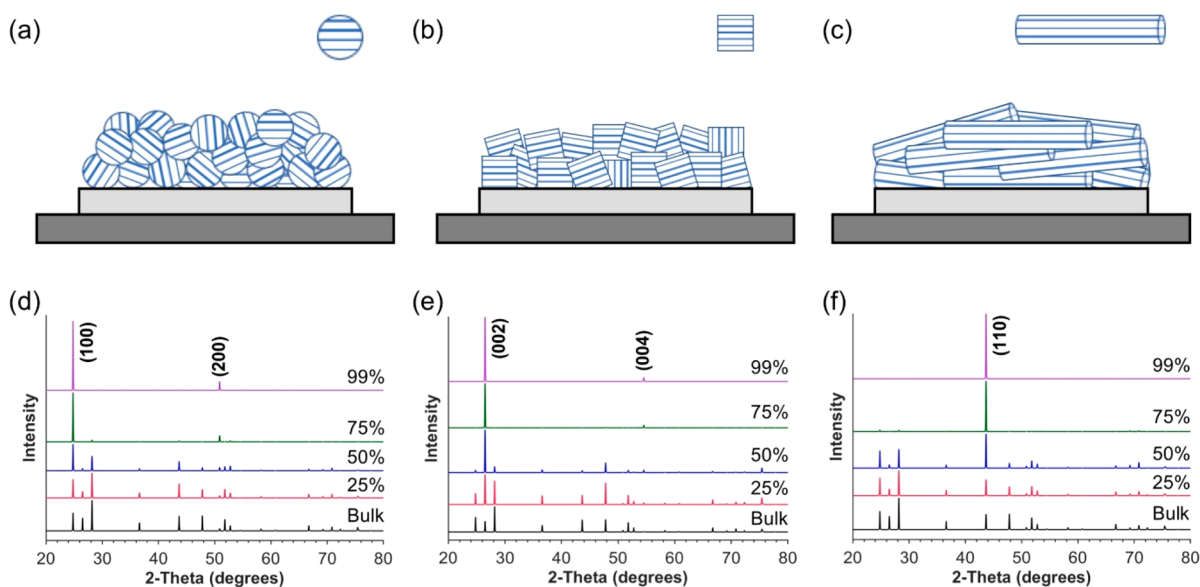 (a)
(b)
(c)
(d)
Intensity
(100)
(200)
99%
75%
50%
25%
Bulk
20 30 40 50 60 70 80
2-Theta (degrees)
(e)
Intensity
(002)
(004)
99%
75%
50%
25%
Bulk
20 30 40 50 60 70 80
2-Theta (degrees)
(f)
Intensity
(110)
99%
75%
50%
25%
Bulk
20 30 40 50 60 70 80
2-Theta (degrees)